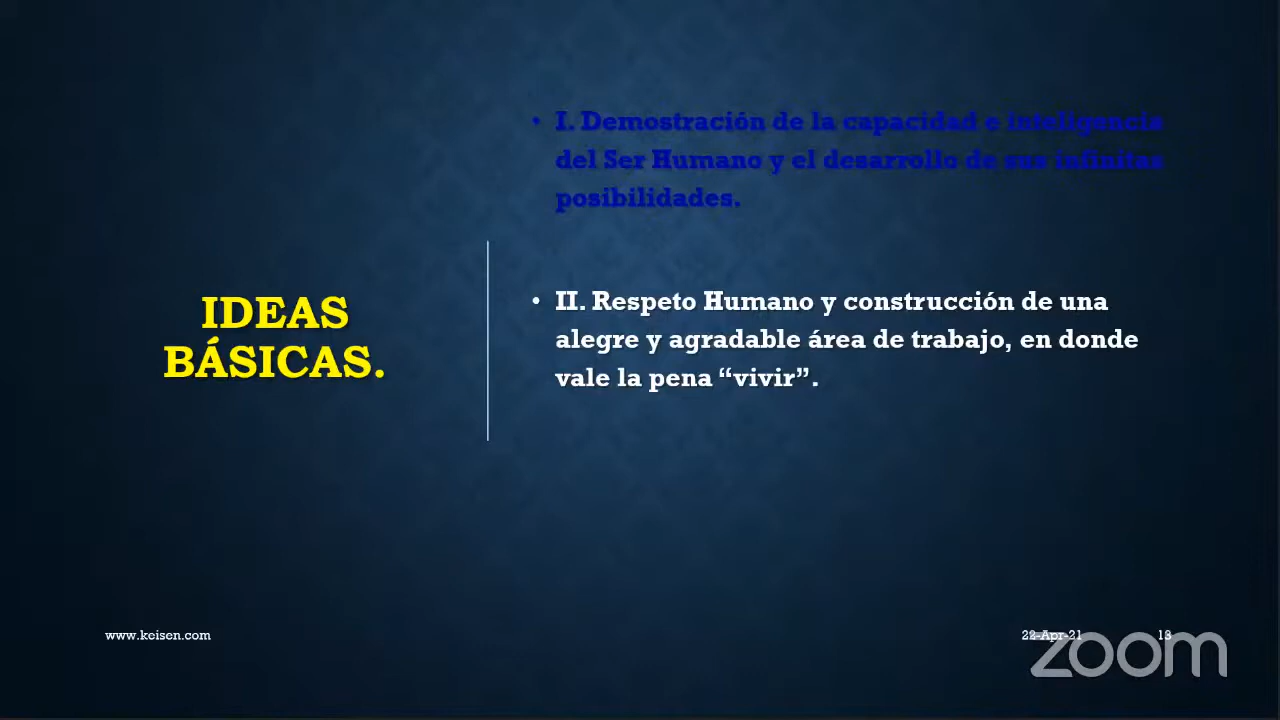 IDEAS
BÁSICAS.
• I. Demostración de la capacidad e inteligencia
del Ser Humano y el desarrollo de sus infinitas
posibilidades.
• II. Respeto Humano y construcción de una
alegre y agradable área de trabajo, en donde
vale la pena “vivir”.
www.keisen.com
22-Apr-21
13
zoom